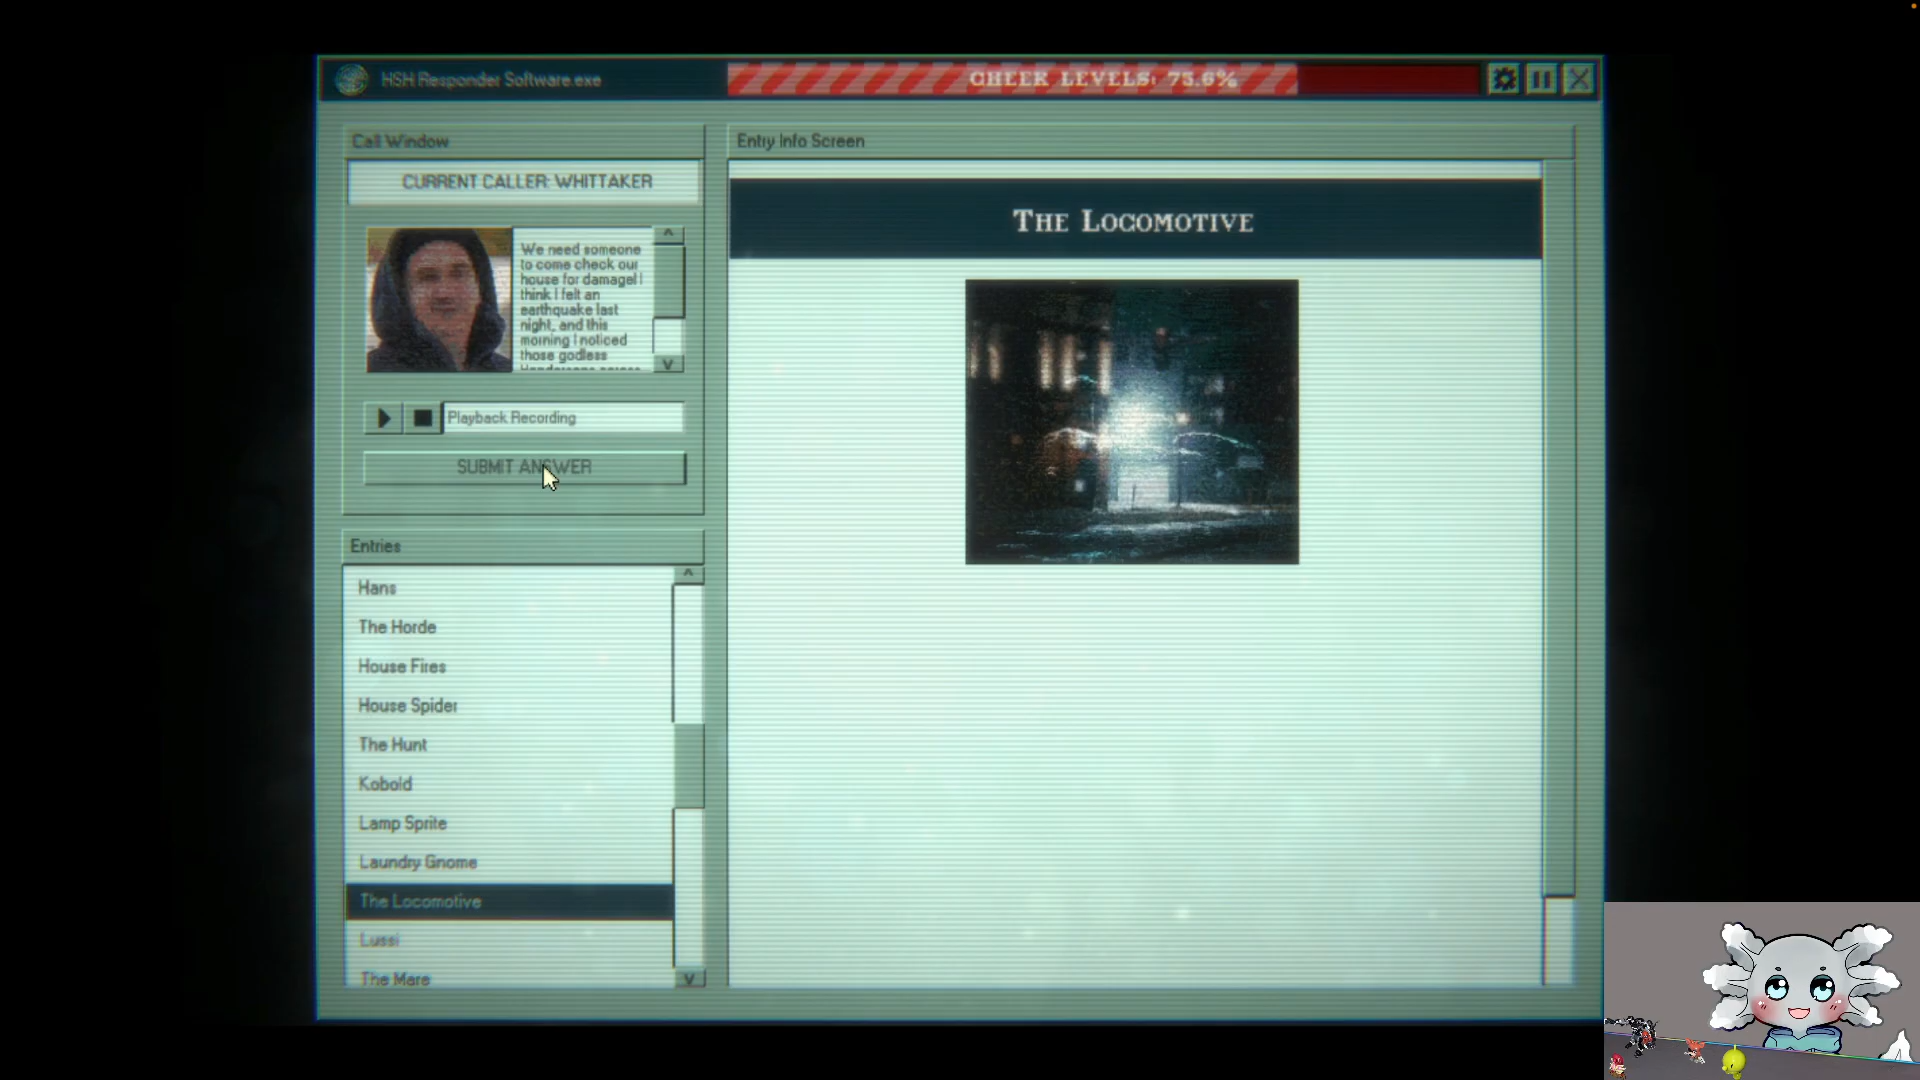 HSH Responder Software.exe
CHEER LEVELS: 75.6%
Call Window
CURRENT CALLER: WHITTAKER
We need someone
to come check our
house for damage! I
think I felt an
earthquake last
night, and this
morning I noticed
those godless
Playback Recording
SUBMIT ANSWER
Entries
Hans
The Horde
House Fires
House Spider
The Hunt
Kobold
Lamp Sprite
Laundry Gnome
The Locomotive
Lussi
The Mare
Entry Info Screen
The Locomotive